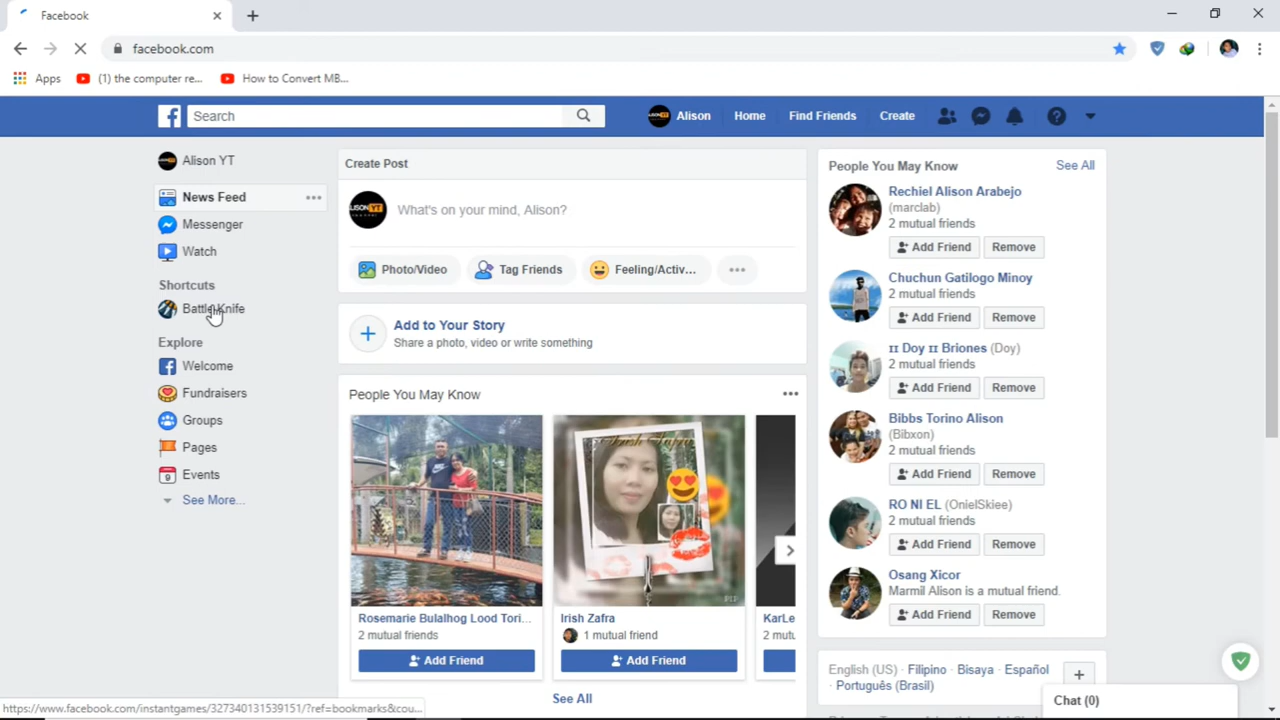 Facebook
facebook.com
Apps
(1) the computer re...
How to Convert MB...
Search
Alison
Home
Find Friends
Create
Alison YT
News Feed
Messenger
Watch
Shortcuts
Battle Knife
Explore
Welcome
Fundraisers
Groups
Pages
Events
See More...
Create Post
What's on your mind, Alison?
Photo/Video
Tag Friends
Feeling/Activ...
Add to Your Story
Share a photo, video or write something
People You May Know
Rosemarie Bulalhog Lood Tori...
2 mutual friends
Add Friend
Irish Zafra
1 mutual friend
Add Friend
KarLe
2 mutu
See All
People You May Know
See All
Rechiel Alison Arabejo
(marclab)
2 mutual friends
Add Friend
Remove
Chuchun Gatilogo Minoy
2 mutual friends
Add Friend
Remove
ɪɪ Doy ɪɪ Briones (Doy)
2 mutual friends
Add Friend
Remove
Bibbs Torino Alison
(Bibxon)
2 mutual friends
Add Friend
Remove
RO NI EL (OnielSkiee)
2 mutual friends
Add Friend
Remove
Osang Xicor
Marmil Alison is a mutual friend.
Add Friend
Remove
English (US) · Filipino · Bisaya · Español
· Português (Brasil)
Chat (0)
https://www.facebook.com/instantgames/327340131539151/?ref=bookmarks&cou...